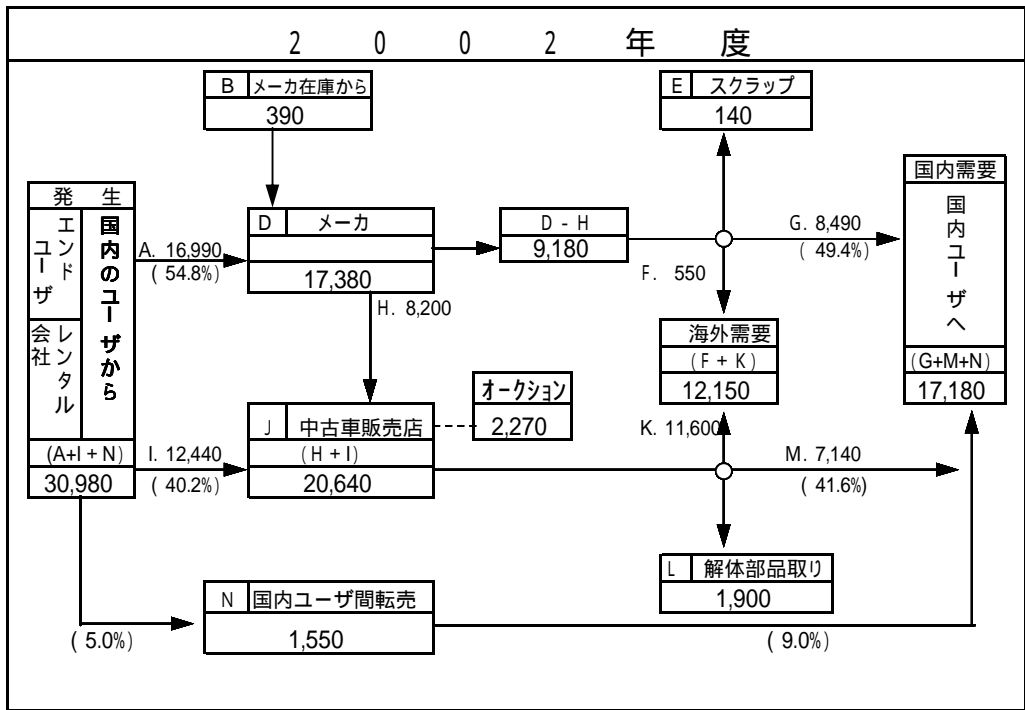 2002年度
B メーカ在庫から
390
E スクラップ
140
発生
エンドユーザ
レンタル会社
国内のユーザから
(A+I+N)
30,980
A. 16,990
(54.8%)
D メーカ
17,380
D-H
9,180
G. 8,490
(49.4%)
F. 550
H. 8,200
国内需要
国内ユーザへ
(G+M+N)
17,180
海外需要
(F+K)
12,150
オークション
2,270
J 中古車販売店
(H+I)
20,640
I. 12,440
(40.2%)
K. 11,600
M. 7,140
(41.6%)
L 解体部品取り
1,900
N 国内ユーザ間転売
1,550
(5.0%)
(9.0%)